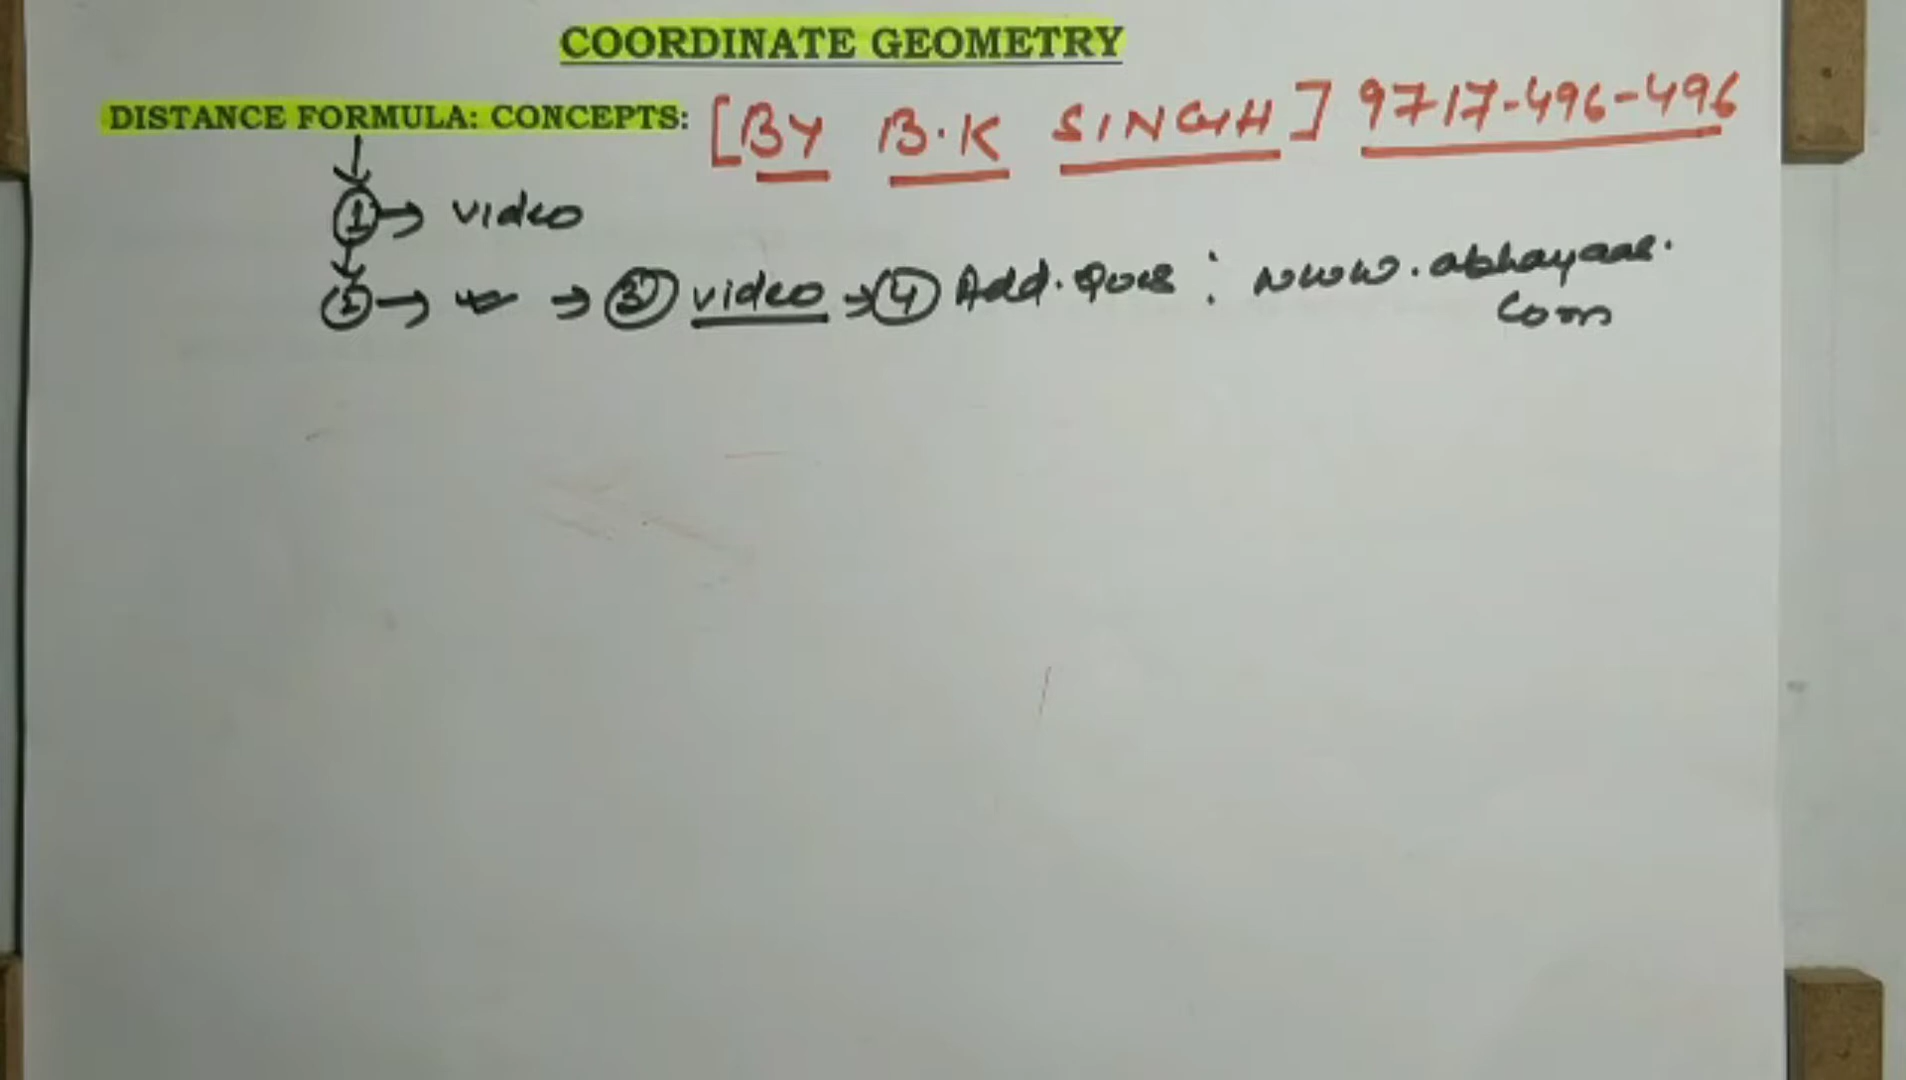 COORDINATE GEOMETRY
DISTANCE FORMULA: CONCEPTS: [BY B.K SINGH] 9717-496-496
① → video
② → → ③ video → ④ Add. Ques : www.abhayaas.
com